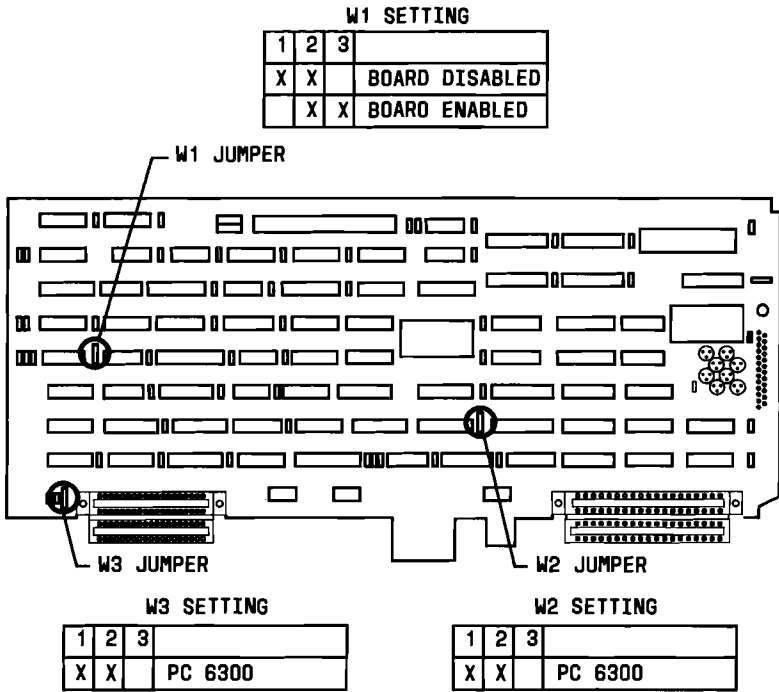 W1 SETTING
1 2 3
X X BOARD DISABLED
X X BOARD ENABLED
W1 JUMPER
W3 JUMPER
W2 JUMPER
W3 SETTING
1 2 3
X X PC 6300
W2 SETTING
1 2 3
X X PC 6300